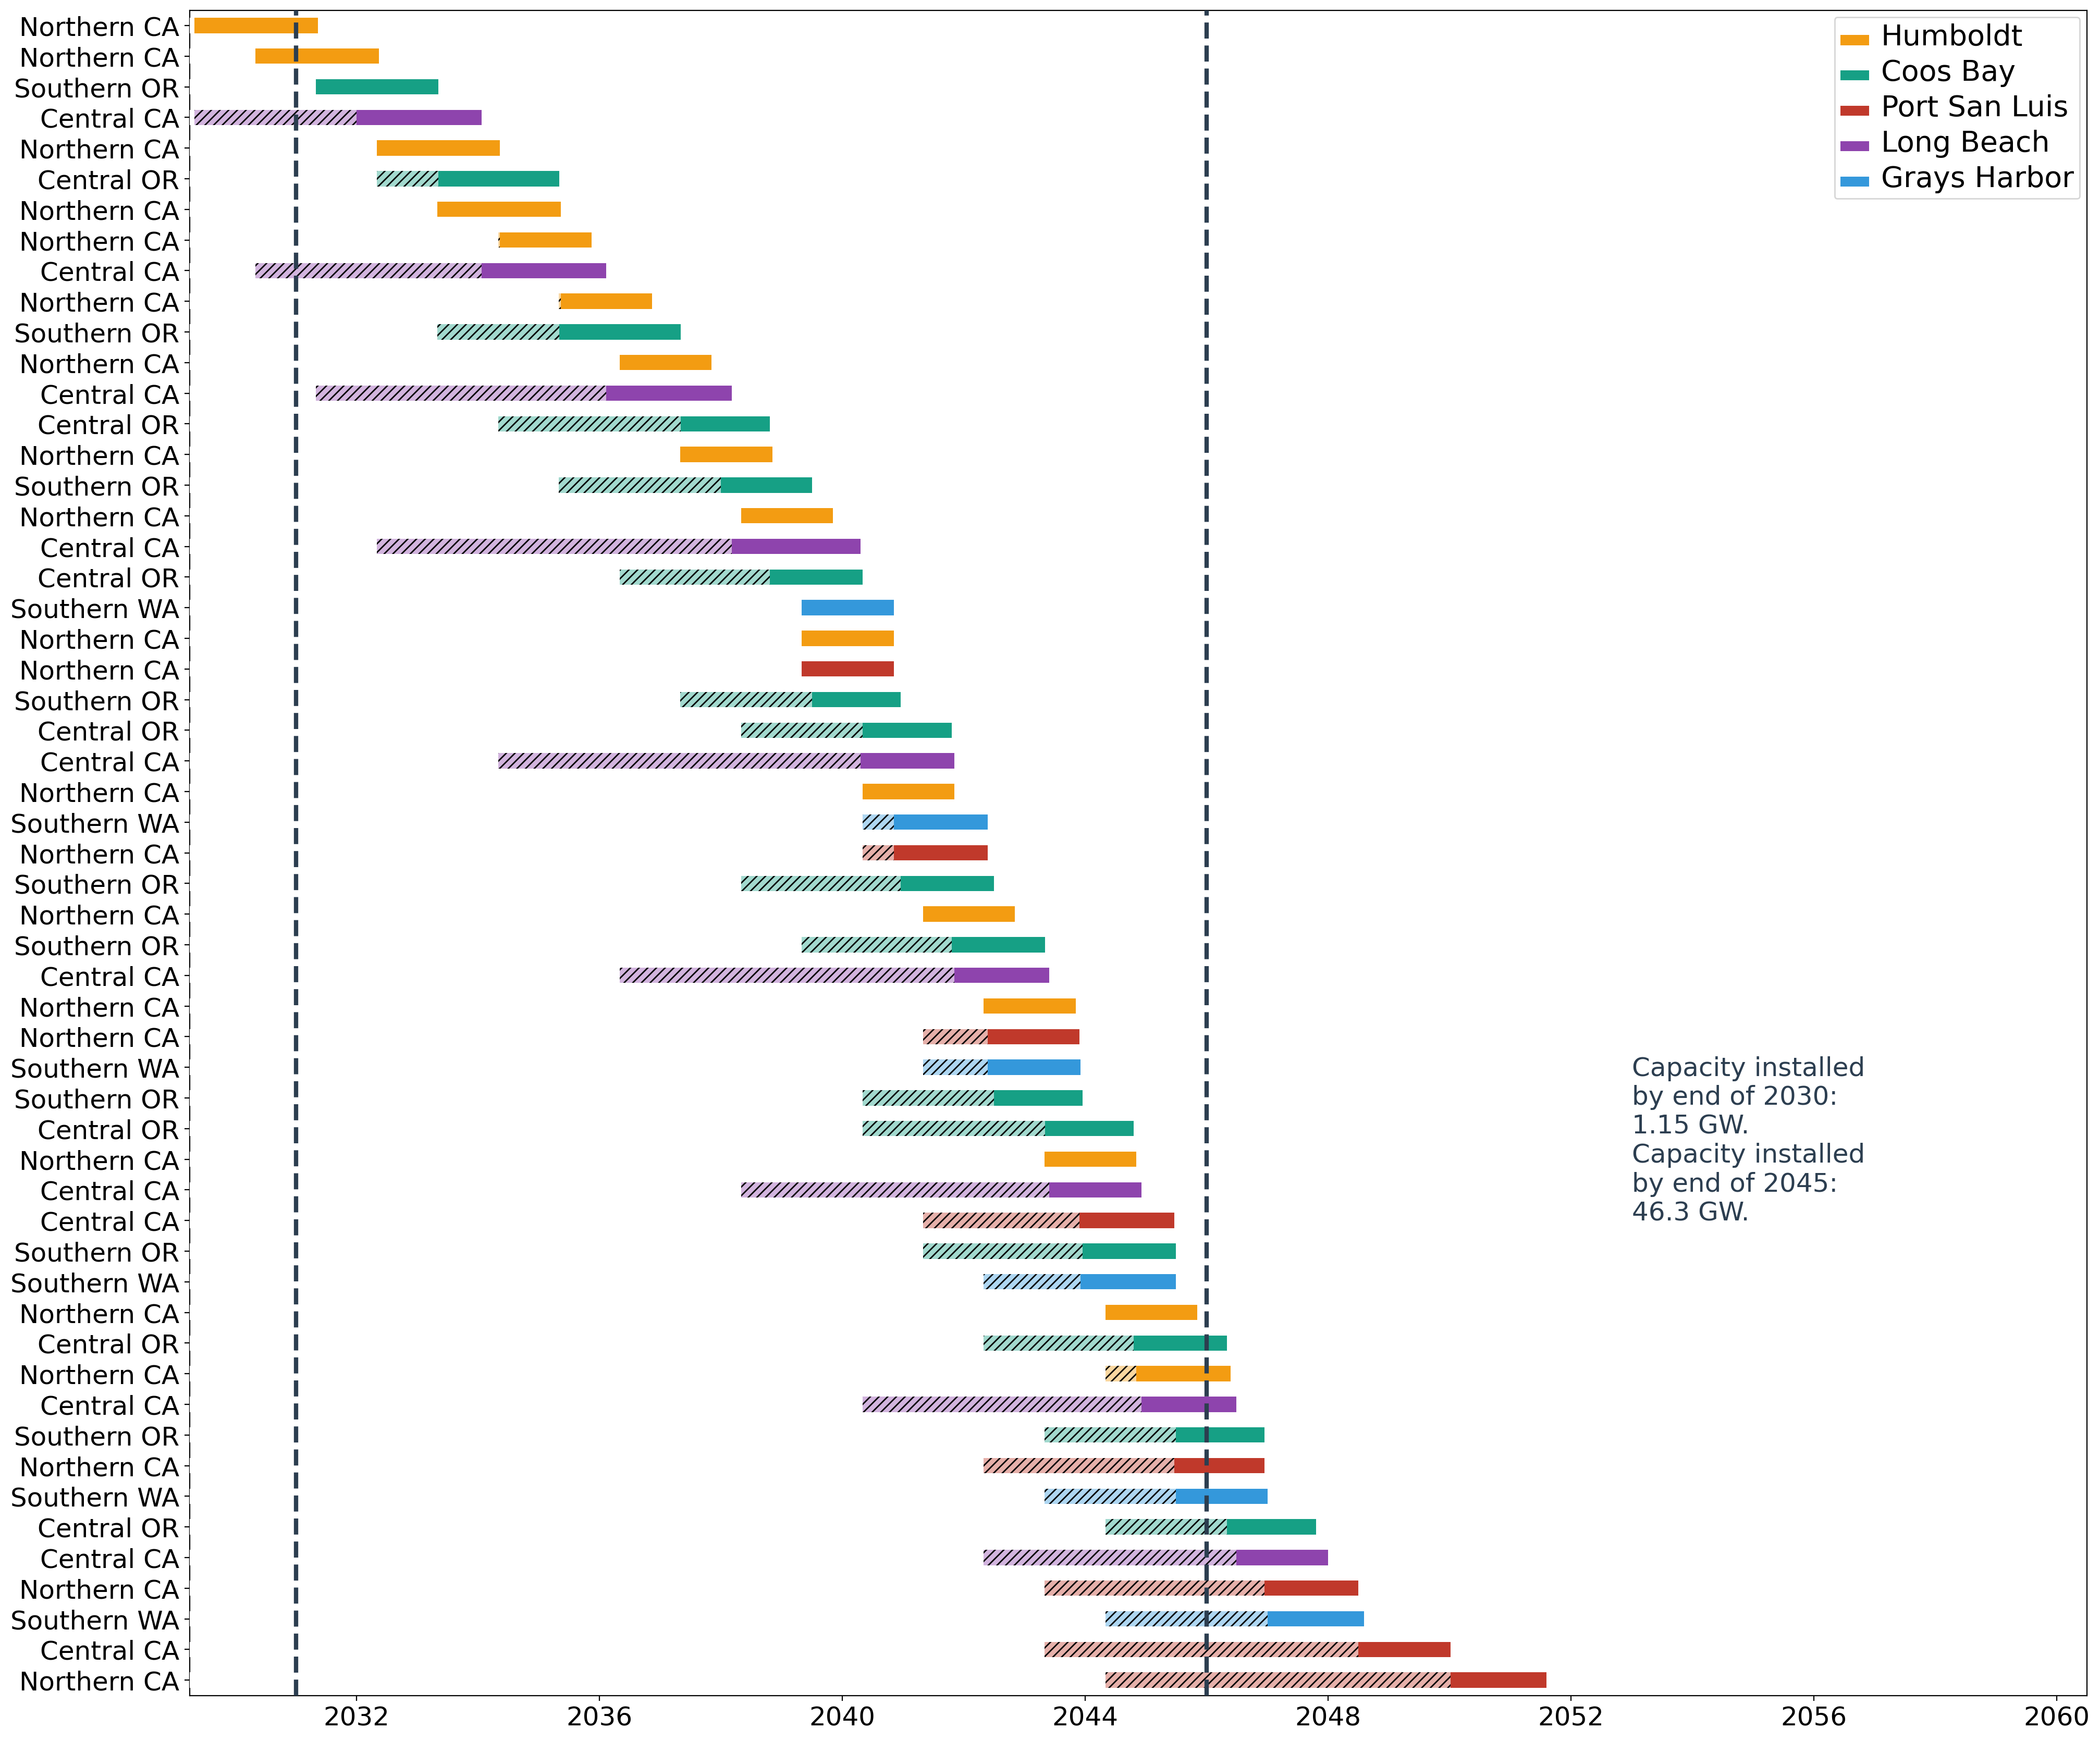 Northern CA
Northern CA
Southern OR
Central CA
Northern CA
Central OR
Northern CA
Northern CA
Central CA
Northern CA
Southern OR
Northern CA
Central CA
Central OR
Northern CA
Southern OR
Northern CA
Central CA
Central OR
Southern WA
Northern CA
Northern CA
Southern OR
Central OR
Central CA
Northern CA
Southern WA
Northern CA
Southern OR
Northern CA
Southern OR
Central CA
Northern CA
Northern CA
Southern WA
Southern OR
Central OR
Northern CA
Central CA
Central CA
Southern OR
Southern WA
Northern CA
Central OR
Northern CA
Central CA
Southern OR
Northern CA
Southern WA
Central OR
Central CA
Northern CA
Southern WA
Central CA
Northern CA
Humboldt
Coos Bay
Port San Luis
Long Beach
Grays Harbor
Capacity installed
by end of 2030:
1.15 GW.
Capacity installed
by end of 2045:
46.3 GW.
2032 2036 2040 2044 2048 2052 2056 2060